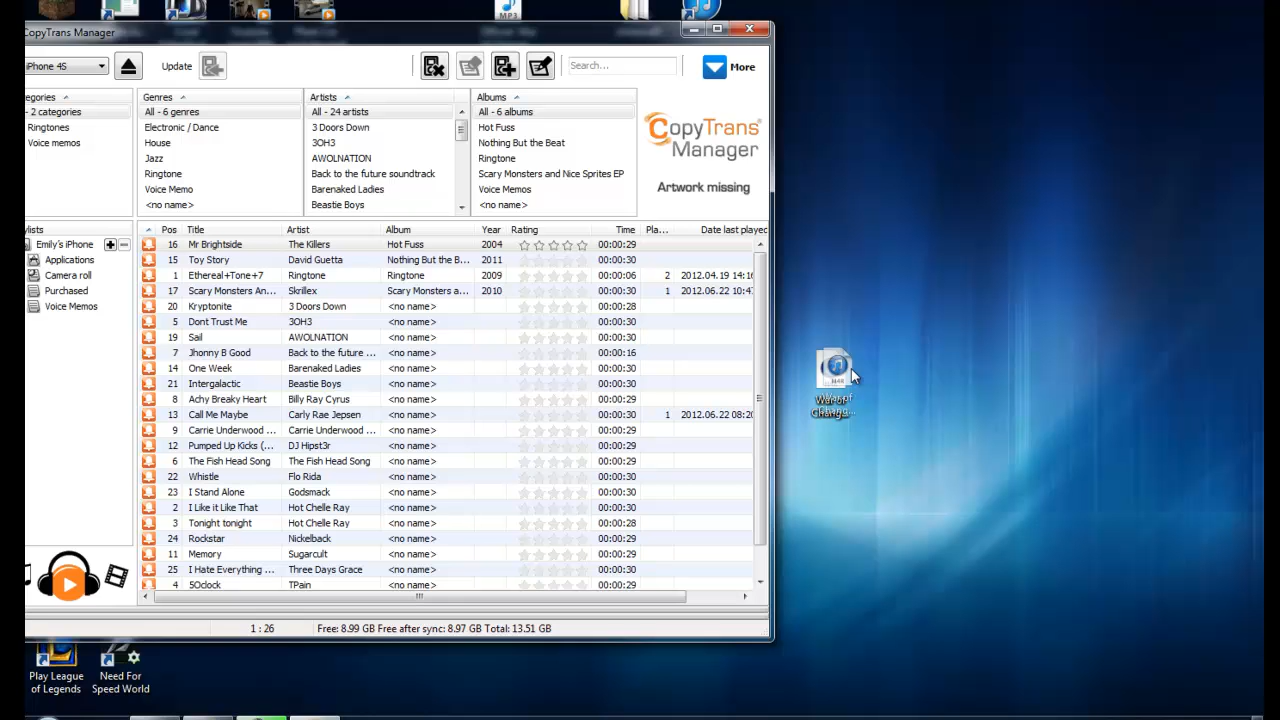 MP3
CopyTrans Manager
iPhone 4S
Update
Search...
More
egories
Genres
Artists
Albums
- 2 categories
Ringtones
Voice memos
All - 6 genres
Electronic / Dance
House
Jazz
Ringtone
Voice Memo
<no name>
All - 24 artists
3 Doors Down
3OH3
AWOLNATION
Back to the future soundtrack
Barenaked Ladies
Beastie Boys
All - 6 albums
Hot Fuss
Nothing But the Beat
Ringtone
Scary Monsters and Nice Sprites EP
Voice Memos
<no name>
CopyTrans
Manager
Artwork missing
ylists
Emily's iPhone
Applications
Camera roll
Purchased
Voice Memos
Pos Title Artist Album Year Rating Time Pla... Date last played
16 Mr Brightside The Killers Hot Fuss 2004 00:00:29
15 Toy Story David Guetta Nothing But the B... 2011 00:00:30
1 Ethereal+Tone+7 Ringtone Ringtone 2009 00:00:06 2 2012.04.19 14:16
17 Scary Monsters An... Skrillex Scary Monsters a... 2010 00:00:30 1 2012.06.22 10:47
20 Kryptonite 3 Doors Down <no name> 00:00:28
5 Dont Trust Me 3OH3 <no name> 00:00:30
19 Sail AWOLNATION <no name> 00:00:30
7 Jhonny B Good Back to the future ... <no name> 00:00:16
14 One Week Barenaked Ladies <no name> 00:00:30
21 Intergalactic Beastie Boys <no name> 00:00:30
8 Achy Breaky Heart Billy Ray Cyrus <no name> 00:00:29
13 Call Me Maybe Carly Rae Jepsen <no name> 00:00:30 1 2012.06.22 08:20
9 Carrie Underwood ... Carrie Underwood <no name> 00:00:29
12 Pumped Up Kicks (... DJ Hipst3r <no name> 00:00:29
6 The Fish Head Song The Fish Head Song <no name> 00:00:29
22 Whistle Flo Rida <no name> 00:00:30
23 I Stand Alone Godsmack <no name> 00:00:30
2 I Like it Like That Hot Chelle Ray <no name> 00:00:30
3 Tonight tonight Hot Chelle Ray <no name> 00:00:28
24 Rockstar Nickelback <no name> 00:00:30
11 Memory Sugarcult <no name> 00:00:29
25 I Hate Everything ... Three Days Grace <no name> 00:00:30
4 5Oclock TPain <no name> 00:00:29
1 : 26
Free: 8.99 GB Free after sync: 8.97 GB Total: 13.51 GB
War of
Chang...
Play League
of Legends
Need For
Speed World